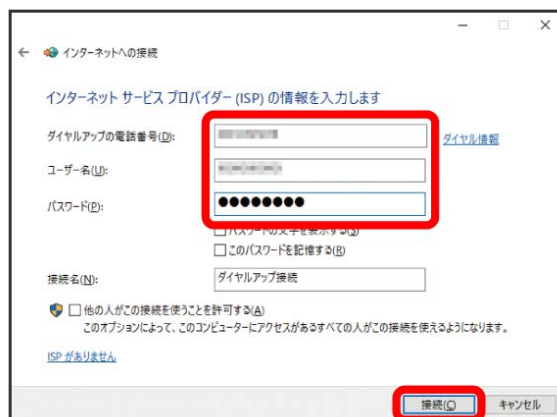 インターネットへの接続
インターネット サービス プロバイダー (ISP) の情報を入力します
ダイヤルアップの電話番号(D):
ダイヤル情報
ユーザー名(U):
パスワード(P): ●●●●●●●●
パスワードの文字を表示する(S)
このパスワードを記憶する(R)
接続名(N): ダイヤルアップ接続
他の人がこの接続を使うことを許可する(A)
このオプションによって、このコンピューターにアクセスがあるすべての人がこの接続を使えるようになります。
ISP がありません
接続(C) キャンセル